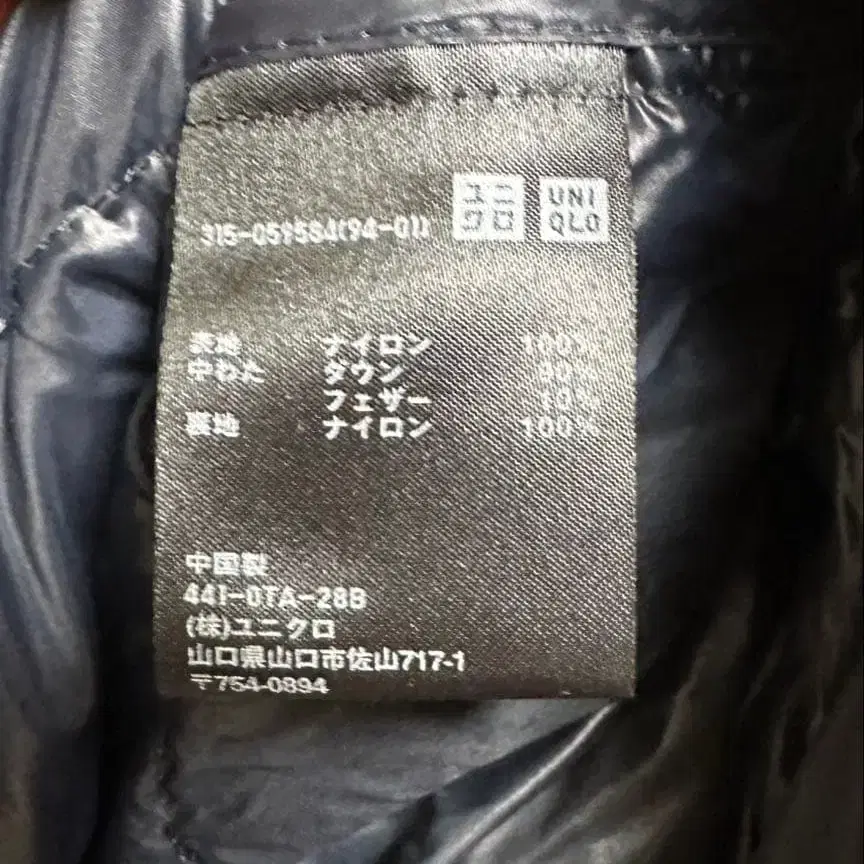 ユニ
クロ
UNI
QLO
315-059584(94-01)
表地 ナイロン 100%
中わた ダウン 90%
フェザー 10%
裏地 ナイロン 100%
中国製
441-0TA-28B
(株)ユニクロ
山口県山口市佐山717-1
〒754-0894